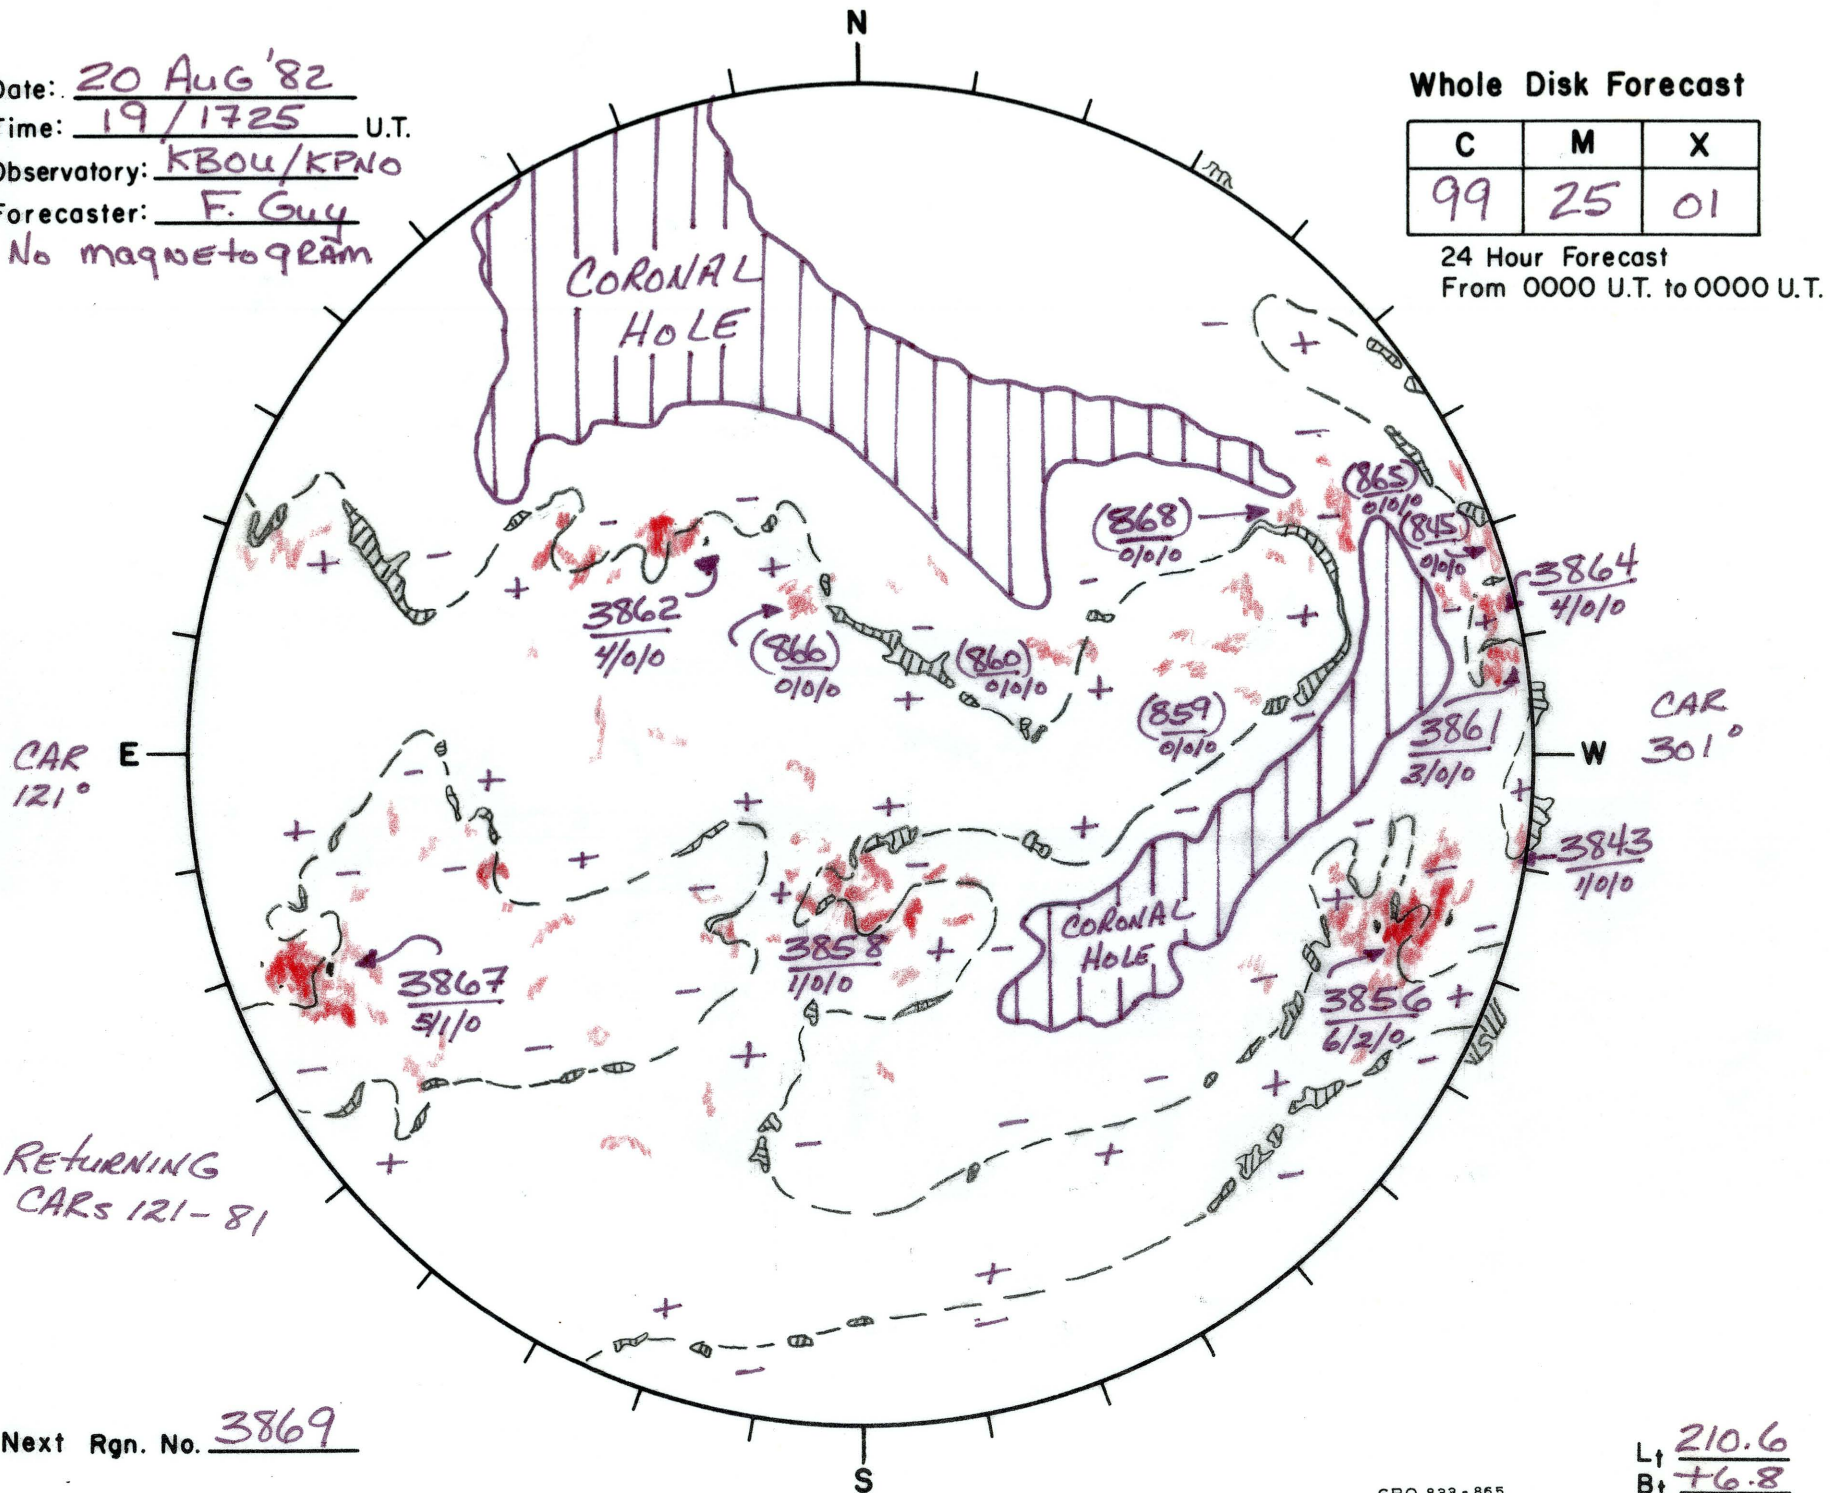 N
Date: 20 AuG '82
Time: 19/1725 U.T.
Observatory: KBOU/KPNO
Forecaster: F. Guy
No magnetogram
Whole Disk Forecast
C M X
99 25 01
24 Hour Forecast
From 0000 U.T. to 0000 U.T.
CORONAL
HOLE
(865)
0/0/0
(868)
0/0/0
(845)
0/0/0
3864
4/0/0
3862
4/0/0
(866)
0/0/0
(860)
0/0/0
(859)
0/0/0
3861
3/0/0
CAR
301°
CAR
121°
E
W
3843
1/0/0
3858
1/0/0
CORONAL
HOLE
3867
5/1/0
3856
6/2/0
RETURNING
CARs 121-81
Next Rgn. No. 3869
S
Lt 210.6
Bt +6.8